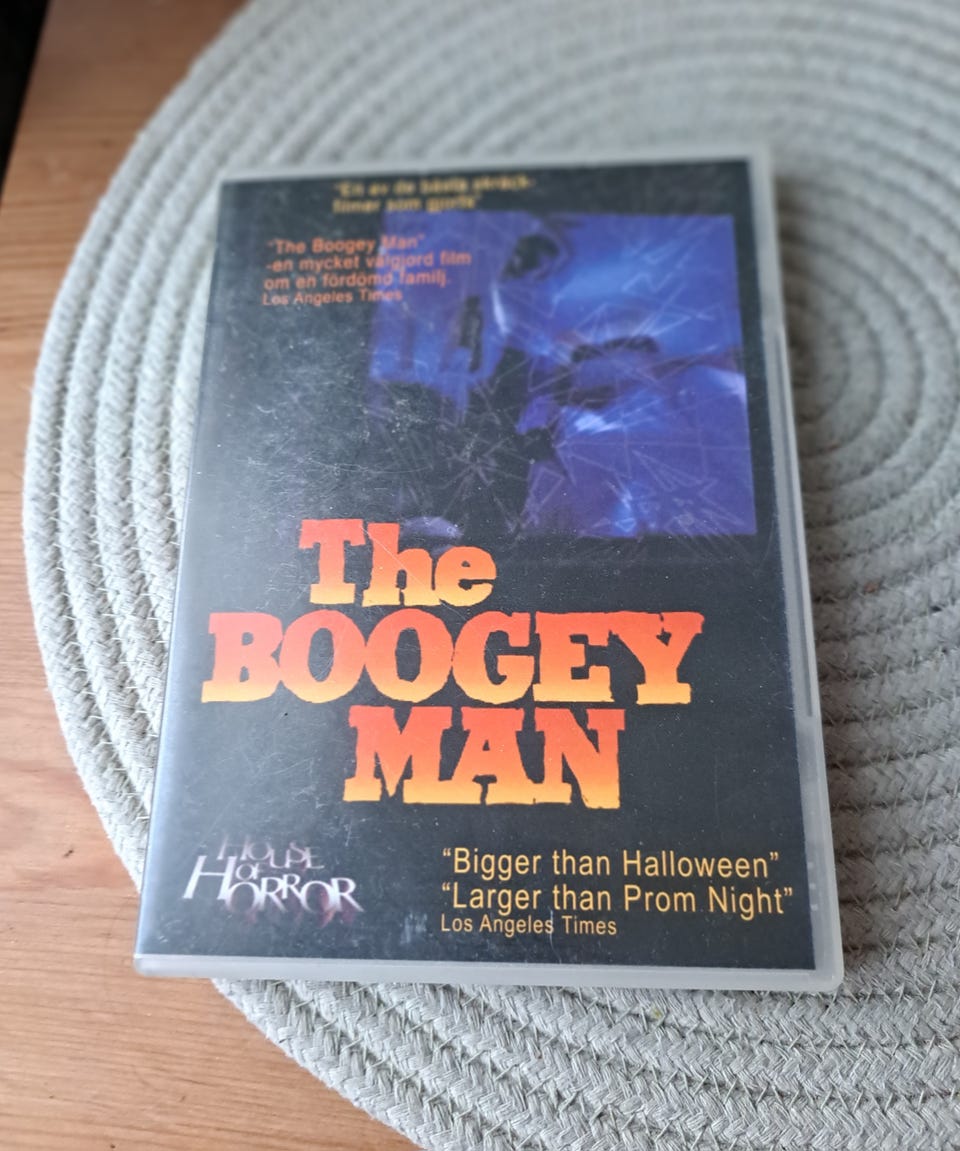 "En av de bästa skräck-
filmer som gjorts"
"The Boogey Man"
-en mycket välgjord film
om en fördömd familj.
Los Angeles Times
The
BOOGEY
MAN
HOUSE
OF
HORROR
"Bigger than Halloween"
"Larger than Prom Night"
Los Angeles Times